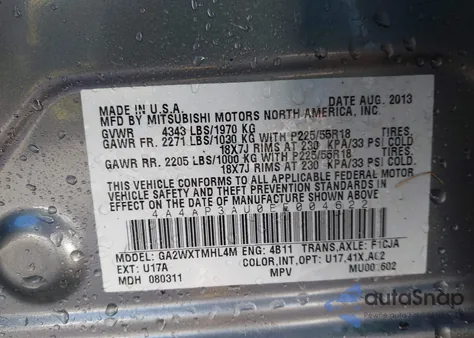 MADE IN U.S.A. DATE AUG. 2013
MFD BY MITSUBISHI MOTORS NORTH AMERICA, INC.
GVWR 4343 LBS/1970 KG
GAWR FR. 2271 LBS/1030 KG WITH P225/55R18 TIRES,
18X7J RIMS AT 230 KPA/33 PSI COLD
GAWR RR. 2205 LBS/1000 KG WITH P225/55R18 TIRES,
18X7J RIMS AT 230 KPA/33 PSI COLD
THIS VEHICLE CONFORMS TO ALL APPLICABLE FEDERAL MOTOR
VEHICLE SAFETY AND THEFT PREVENTION STANDARDS IN
EFFECT ON THE DATE OF MANUFACTURE SHOWN ABOVE.
MODEL: GA2WXTMHL4M ENG: 4B11 TRANS,AXLE: F1CJA
EXT: U17A COLOR,INT,OPT: U17,41X,
MDH 080311 MPV
autoSnap